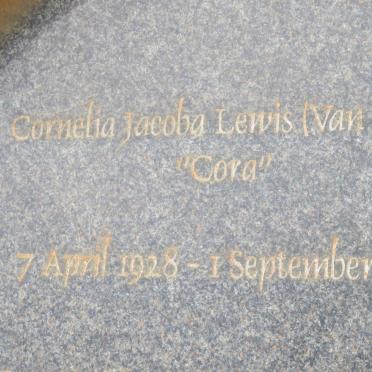 Cornelia Jacoba Lewis (Van
"Cora"
7 April 1928 - 1 September